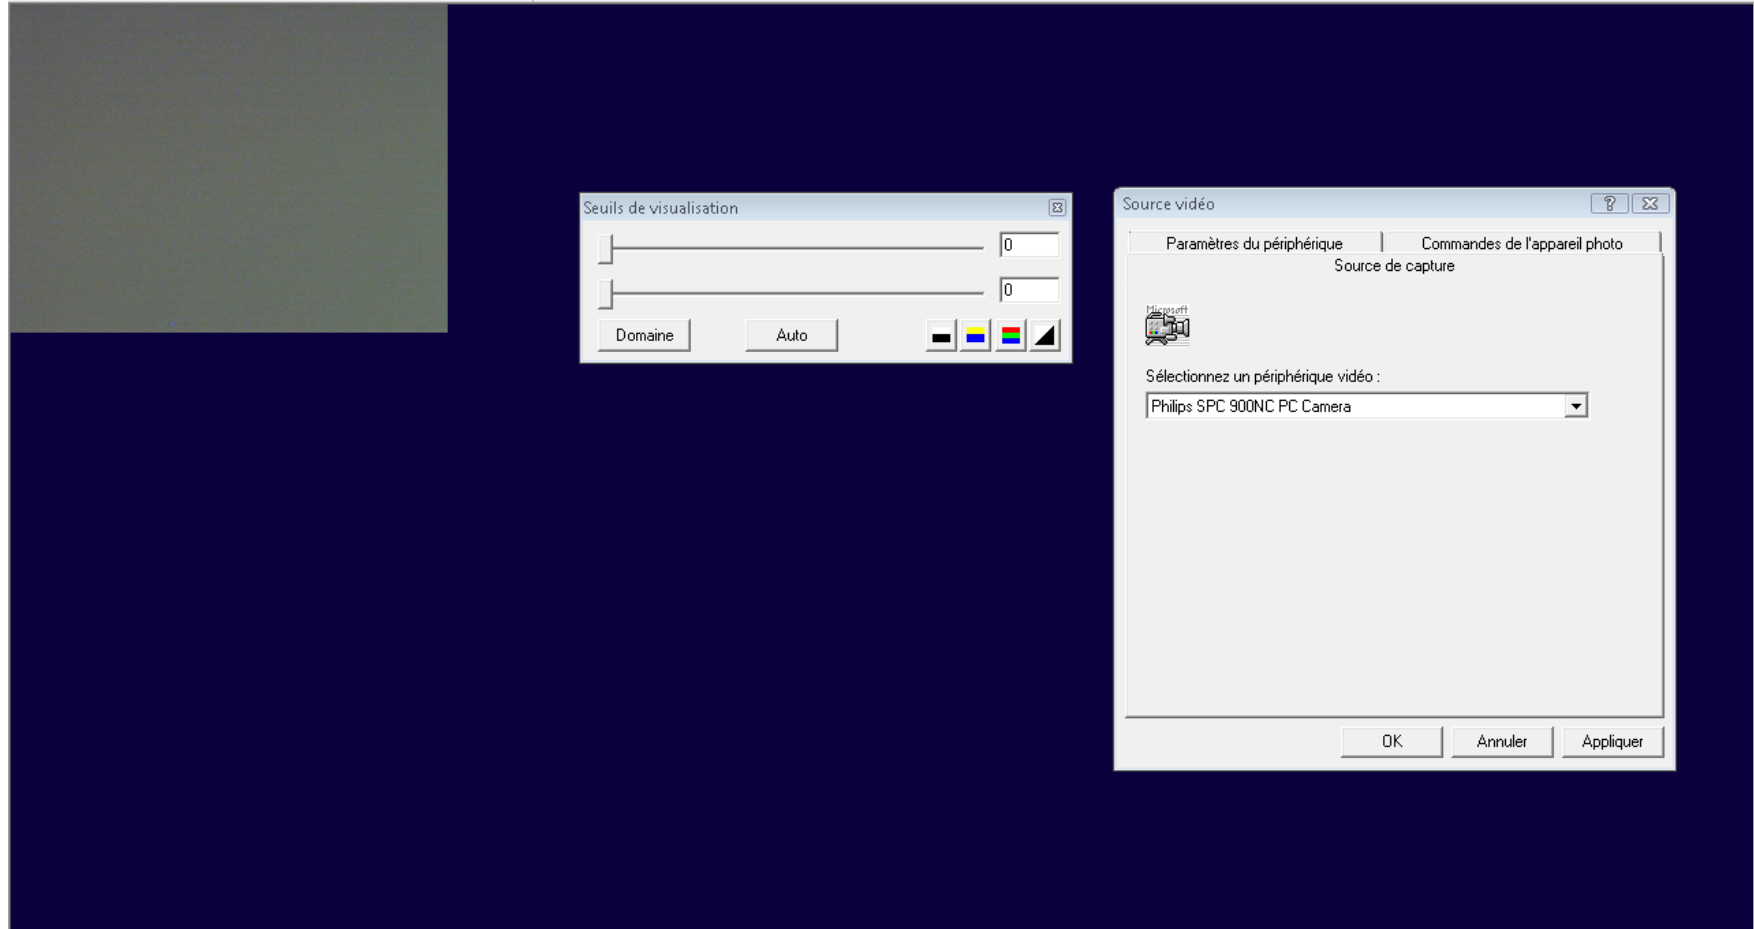 Seuils de visualisation
0
0
Domaine
Auto
Source vidéo
Paramètres du périphérique
Commandes de l'appareil photo
Source de capture
Microsoft
Sélectionnez un périphérique vidéo :
Philips SPC 900NC PC Camera
OK
Annuler
Appliquer